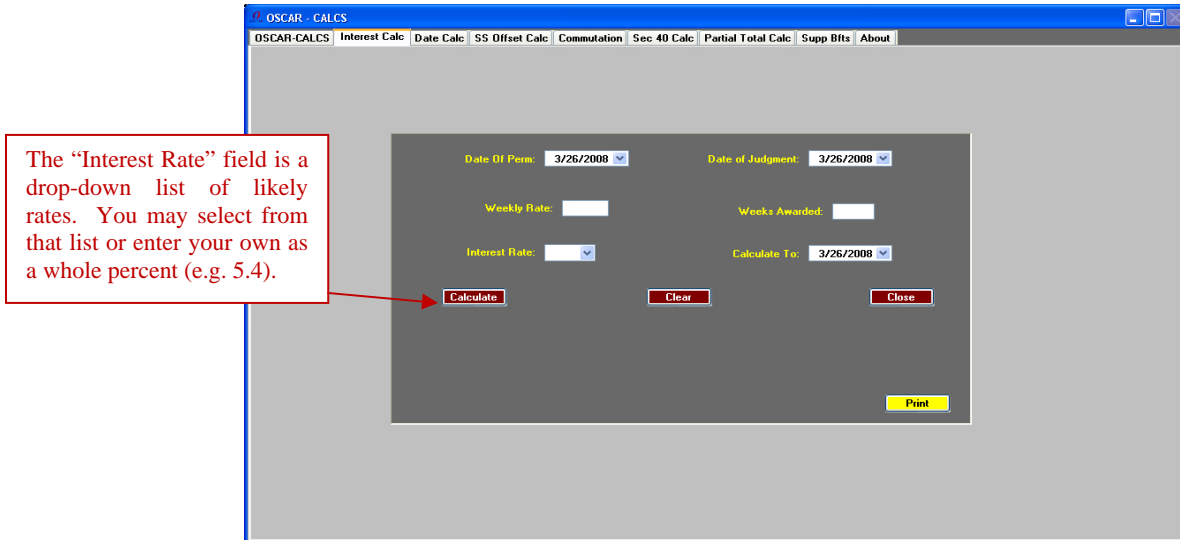 OSCAR - CALCS
OSCAR-CALCS Interest Calc Date Calc SS Offset Calc Commutation Sec 40 Calc Partial Total Calc Supp Bfts About
The “Interest Rate” field is a
drop-down list of likely
rates. You may select from
that list or enter your own as
a whole percent (e.g. 5.4).
Date Of Perm: 3/26/2008 Date of Judgment: 3/26/2008
Weekly Rate: Weeks Awarded:
Interest Rate: Calculate To: 3/26/2008
Calculate Clear Close
Print